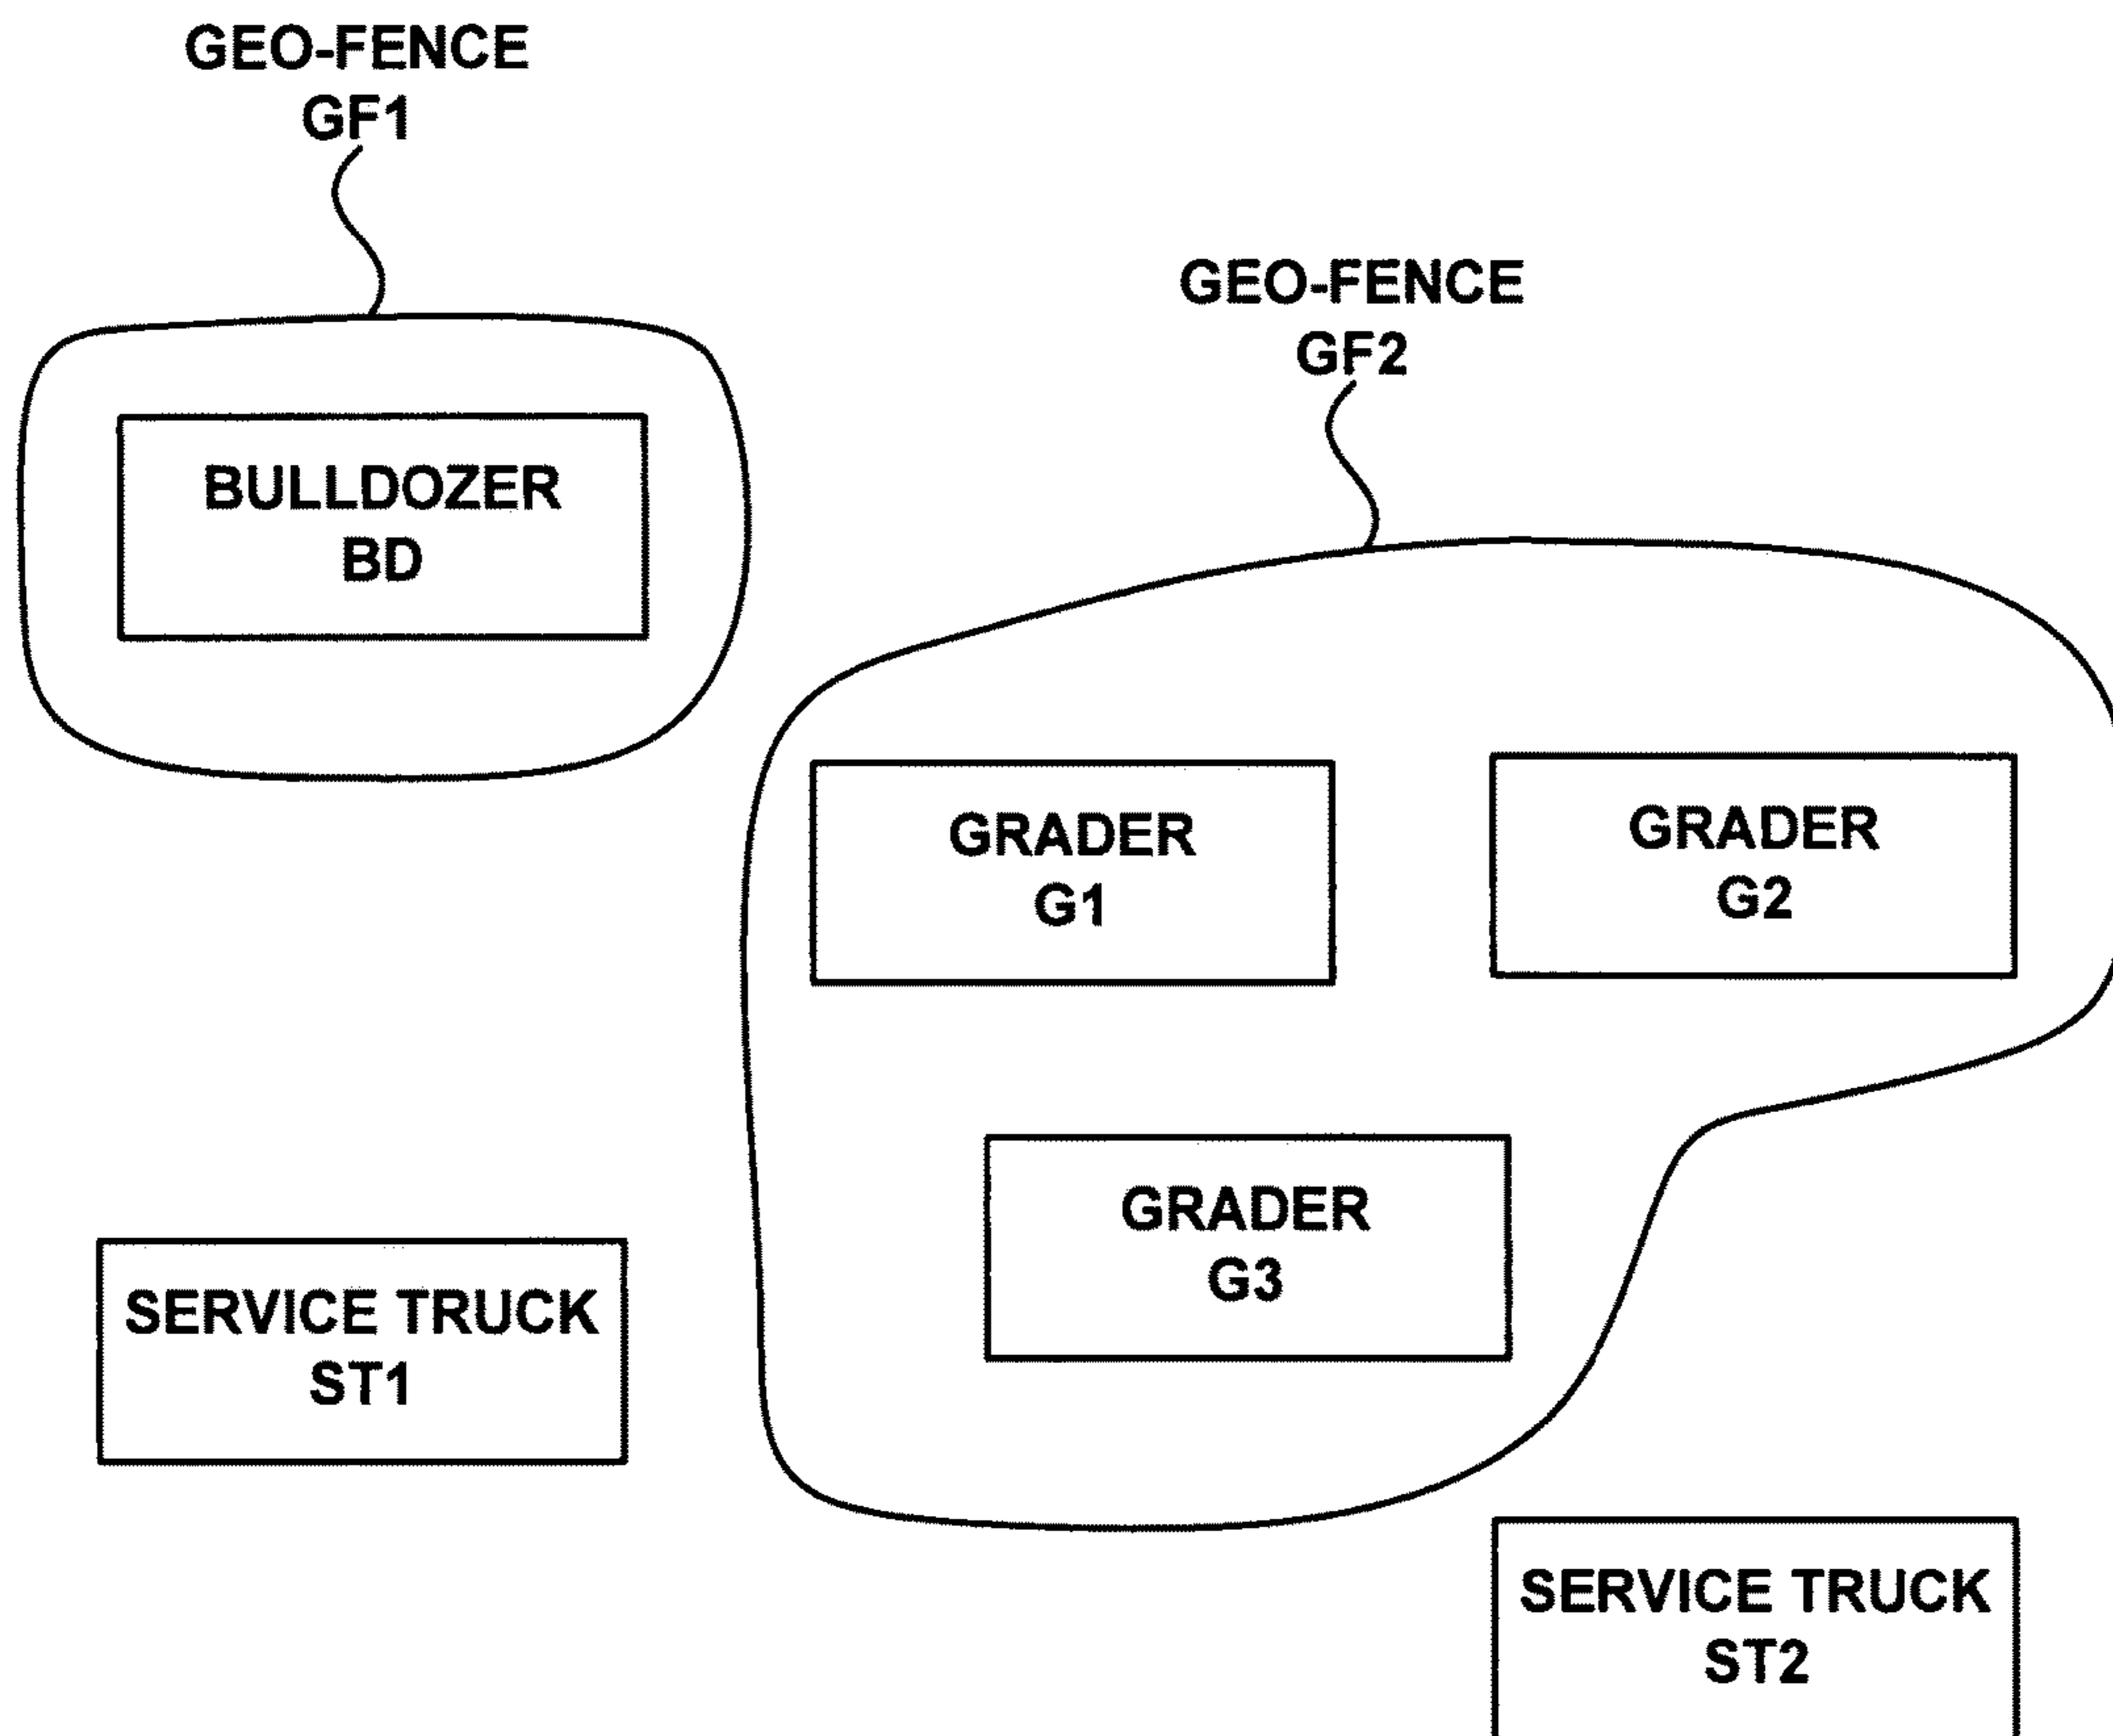 GEO-FENCE
GF1
GEO-FENCE
GF2
BULLDOZER
BD
GRADER
G1
GRADER
G2
GRADER
G3
SERVICE TRUCK
ST1
SERVICE TRUCK
ST2